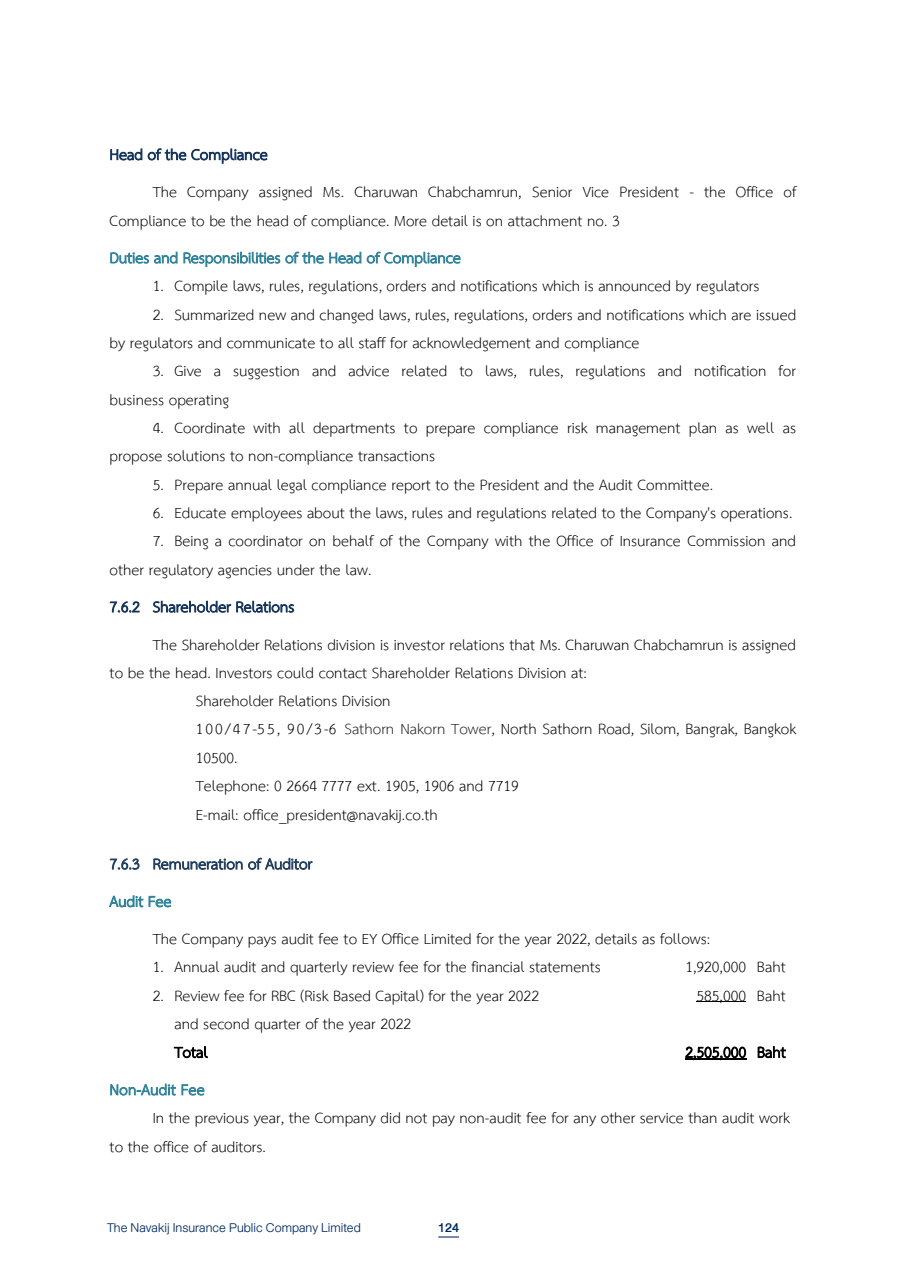 Head of the Compliance
The Company assigned Ms. Charuwan Chabchamrun, Senior Vice President - the Office of
Compliance to be the head of compliance. More detail is on attachment no. 3
Duties and Responsibilities of the Head of Compliance
1. Compile laws, rules, regulations, orders and notifications which is announced by regulators
2. Summarized new and changed laws, rules, regulations, orders and notifications which are issued
by regulators and communicate to all staff for acknowledgement and compliance
3. Give a suggestion and advice related to laws, rules, regulations and notification for
business operating
4. Coordinate with all departments to prepare compliance risk management plan as well as
propose solutions to non-compliance transactions
5. Prepare annual legal compliance report to the President and the Audit Committee.
6. Educate employees about the laws, rules and regulations related to the Company's operations.
7. Being a coordinator on behalf of the Company with the Office of Insurance Commission and
other regulatory agencies under the law.
7.6.2 Shareholder Relations
The Shareholder Relations division is investor relations that Ms. Charuwan Chabchamrun is assigned
to be the head. Investors could contact Shareholder Relations Division at:
Shareholder Relations Division
100/47-55, 90/3-6 Sathorn Nakorn Tower, North Sathorn Road, Silom, Bangrak, Bangkok
10500.
Telephone: 0 2664 7777 ext. 1905, 1906 and 7719
E-mail: office_president@navakij.co.th
7.6.3 Remuneration of Auditor
Audit Fee
The Company pays audit fee to EY Office Limited for the year 2022, details as follows:
1. Annual audit and quarterly review fee for the financial statements 1,920,000 Baht
2. Review fee for RBC (Risk Based Capital) for the year 2022 585,000 Baht
and second quarter of the year 2022
Total 2,505,000 Baht
Non-Audit Fee
In the previous year, the Company did not pay non-audit fee for any other service than audit work
to the office of auditors.
The Navakij Insurance Public Company Limited 124